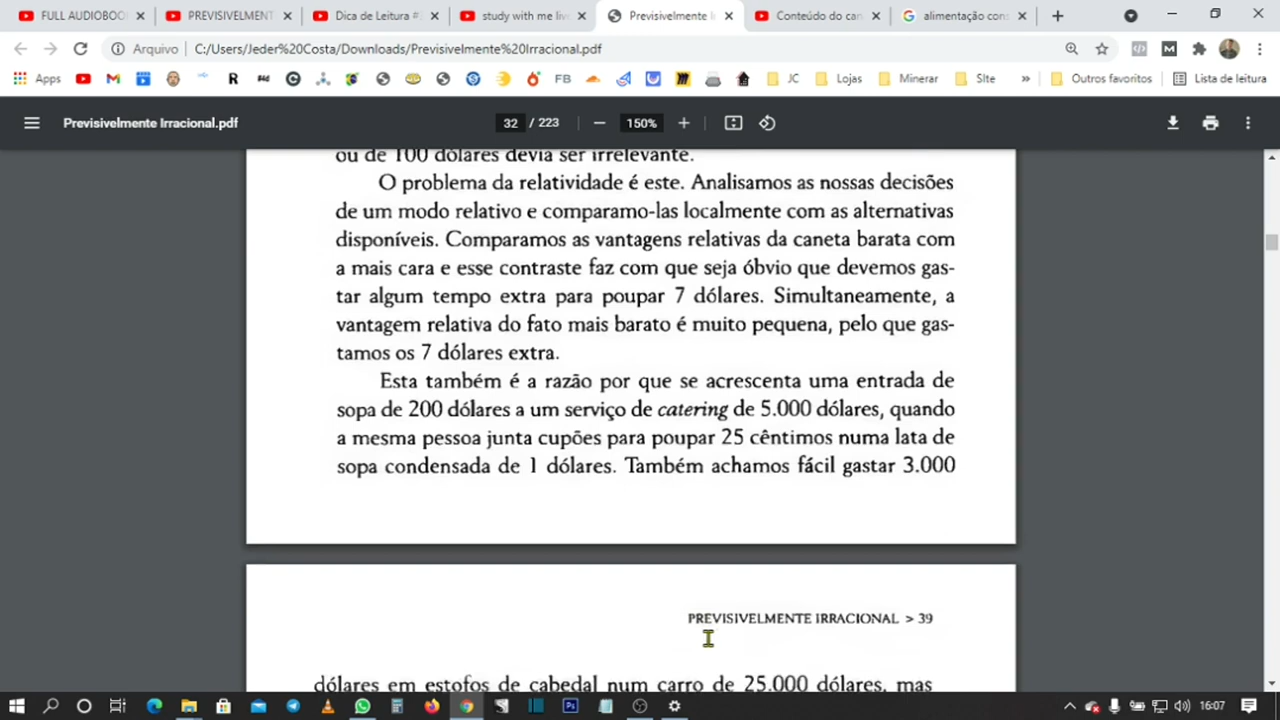 FULL AUDIOBOO
PREVISIVELMENT
Dica de Leitura #
study with me live
Previsivelmente I
Conteúdo do can
alimentação cons
Arquivo
C:/Users/Jeder%20Costa/Downloads/Previsivelmente%20Irracional.pdf
Apps
FB
JC
Lojas
Minerar
SIte
Outros favoritos
Lista de leitura
Previsivelmente Irracional.pdf
32 / 223
150%
ou de 100 dólares devia ser irrelevante.
O problema da relatividade é este. Analisamos as nossas decisões
de um modo relativo e comparamo-las localmente com as alternativas
disponíveis. Comparamos as vantagens relativas da caneta barata com
a mais cara e esse contraste faz com que seja óbvio que devemos gas-
tar algum tempo extra para poupar 7 dólares. Simultaneamente, a
vantagem relativa do fato mais barato é muito pequena, pelo que gas-
tamos os 7 dólares extra.
Esta também é a razão por que se acrescenta uma entrada de
sopa de 200 dólares a um serviço de catering de 5.000 dólares, quando
a mesma pessoa junta cupões para poupar 25 cêntimos numa lata de
sopa condensada de 1 dólares. Também achamos fácil gastar 3.000
PREVISIVELMENTE IRRACIONAL > 39
dólares em estofos de cabedal num carro de 25.000 dólares, mas
16:07